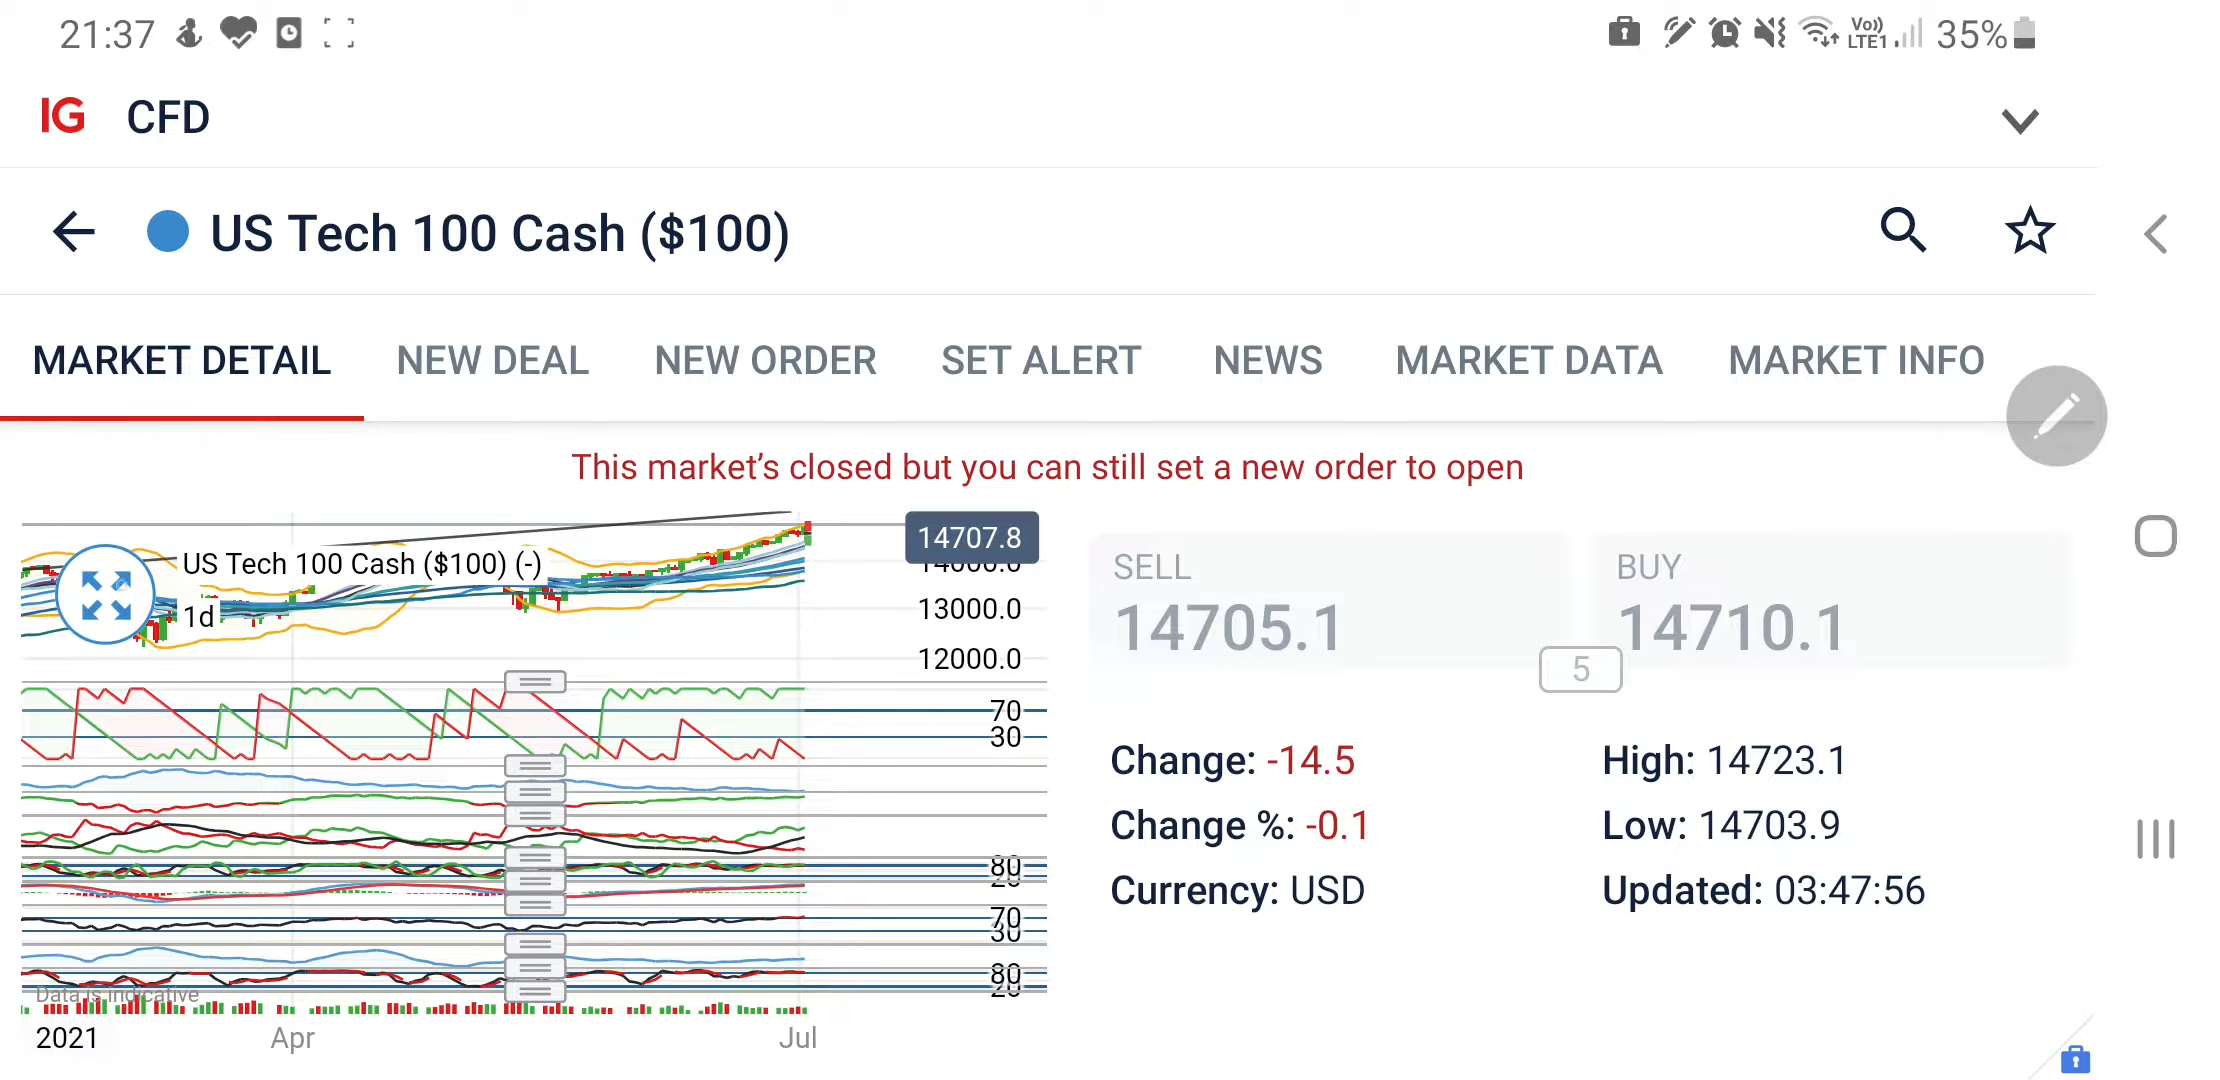 21:37
Vo)) LTE1 35%
IG CFD
US Tech 100 Cash ($100)
MARKET DETAIL NEW DEAL NEW ORDER SET ALERT NEWS MARKET DATA MARKET INFO
This market's closed but you can still set a new order to open
14707.8
US Tech 100 Cash ($100) (-)
14000.0
1d
13000.0
12000.0
70
30
80
20
70
30
80
20
Data is indicative
2021 Apr Jul
SELL
14705.1
BUY
14710.1
5
Change: -14.5
High: 14723.1
Change %: -0.1
Low: 14703.9
Currency: USD
Updated: 03:47:56